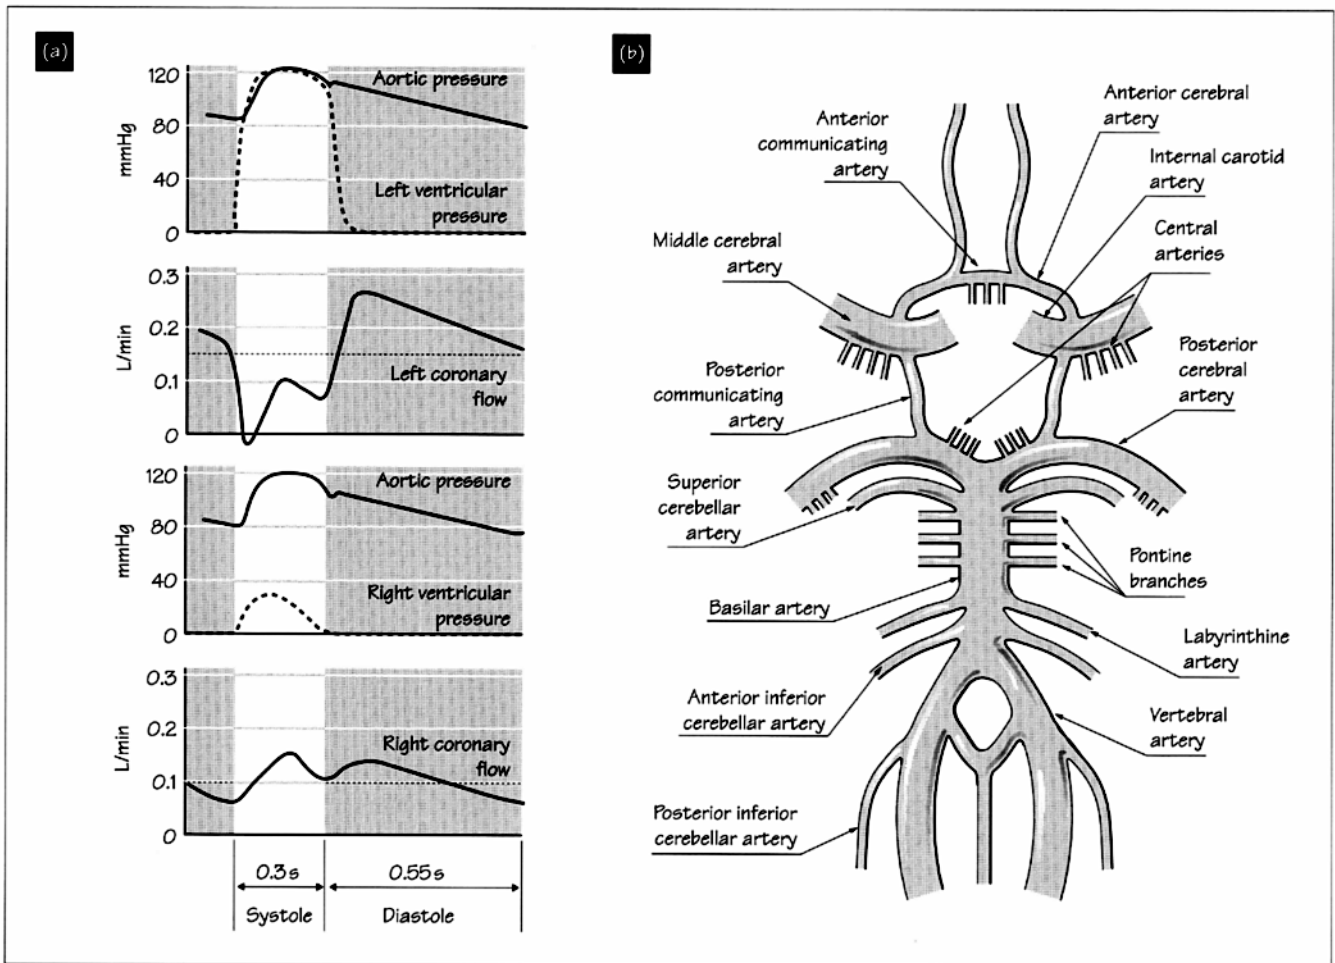 (a)
120
80
40
0
mmHg
Aortic pressure
Left ventricular
pressure
0.3
0.2
0.1
0
L/min
Left coronary
flow
120
80
40
0
mmHg
Aortic pressure
Right ventricular
pressure
0.3
0.2
0.1
0
L/min
Right coronary
flow
0.3 s
0.55 s
Systole
Diastole
(b)
Anterior
communicating
artery
Anterior cerebral
artery
Internal carotid
artery
Central
arteries
Middle cerebral
artery
Posterior
communicating
artery
Posterior
cerebral
artery
Superior
cerebellar
artery
Pontine
branches
Basilar artery
Labyrinthine
artery
Anterior inferior
cerebellar artery
Vertebral
artery
Posterior inferior
cerebellar artery